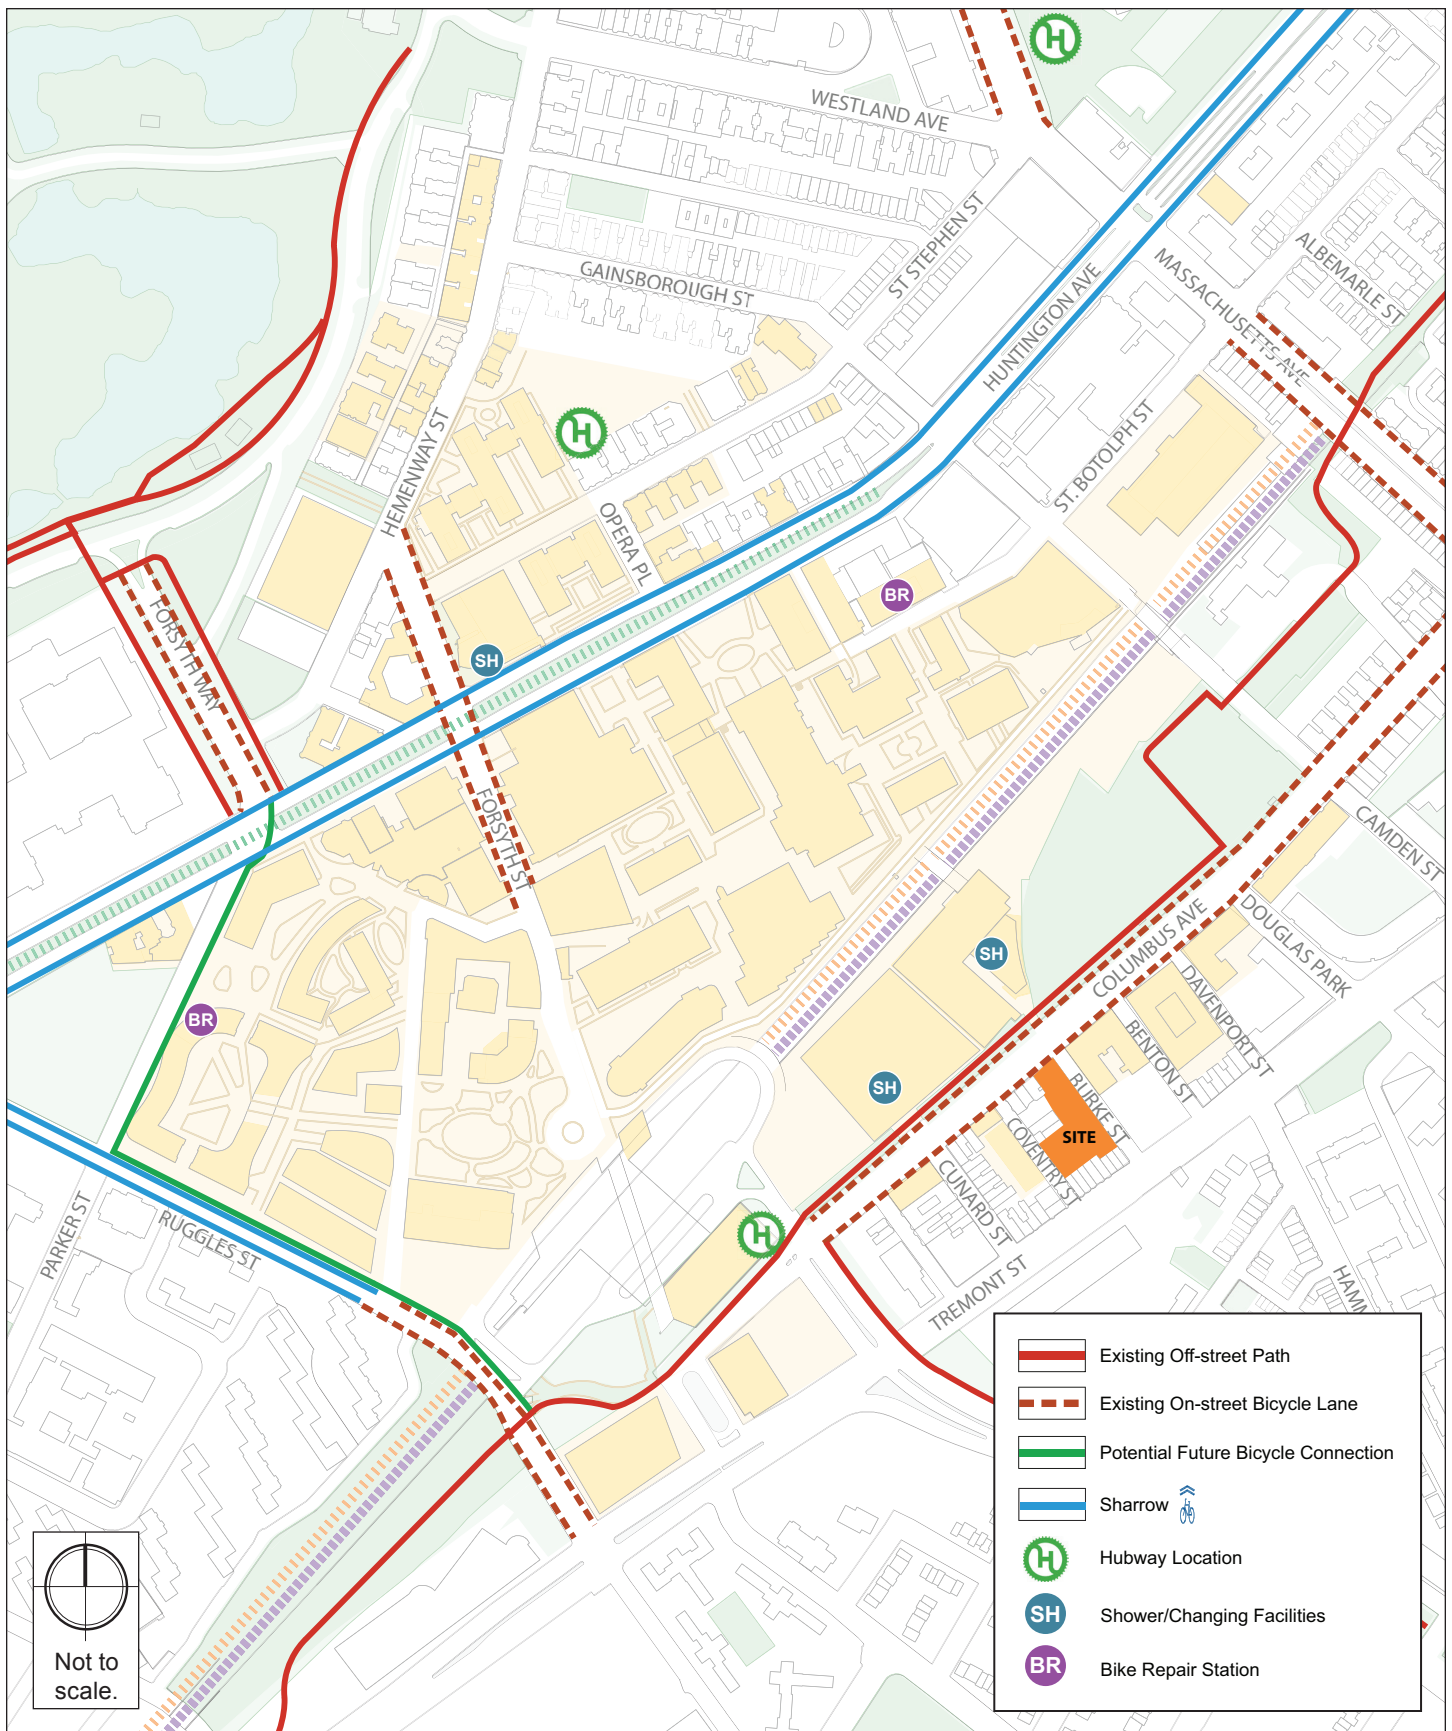 WESTLAND AVE
ST STEPHEN ST
GAINSBOROUGH ST
HUNTINGTON AVE
MASSACHUSETTS AVE
ALBEMARLE ST
HEMENWAY ST
ST. BOTOLPH ST
OPERA PL
BR
SH
FORSYTH WAY
FORSYTH ST
CAMDEN ST
DOUGLAS PARK
COLUMBUS AVE
DAVENPORT ST
SH
BR
BENTON ST
SH
BURKE ST
SITE
COVENTRY ST
CUNARD ST
PARKER ST
RUGGLES ST
TREMONT ST
HAMM
H
H
H
Existing Off-street Path
Existing On-street Bicycle Lane
Potential Future Bicycle Connection
Sharrow
H Hubway Location
SH Shower/Changing Facilities
BR Bike Repair Station
Not to
scale.